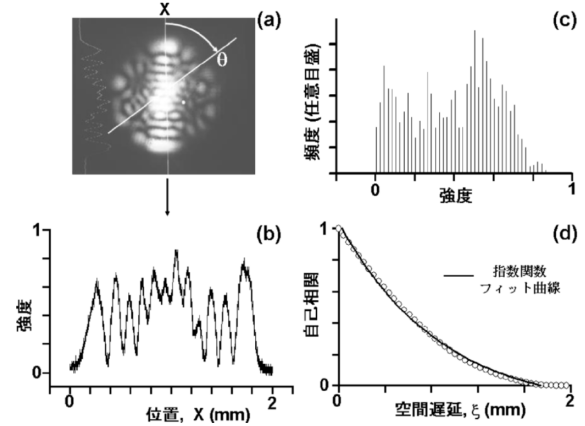 X
(a)
θ
(b)
1
強度
0
0
2
位置, X (mm)
(c)
頻度 (任意目盛)
0
1
強度
(d)
1
自己相関
指数関数
フィット曲線
0
0
2
空間遅延, ξ (mm)